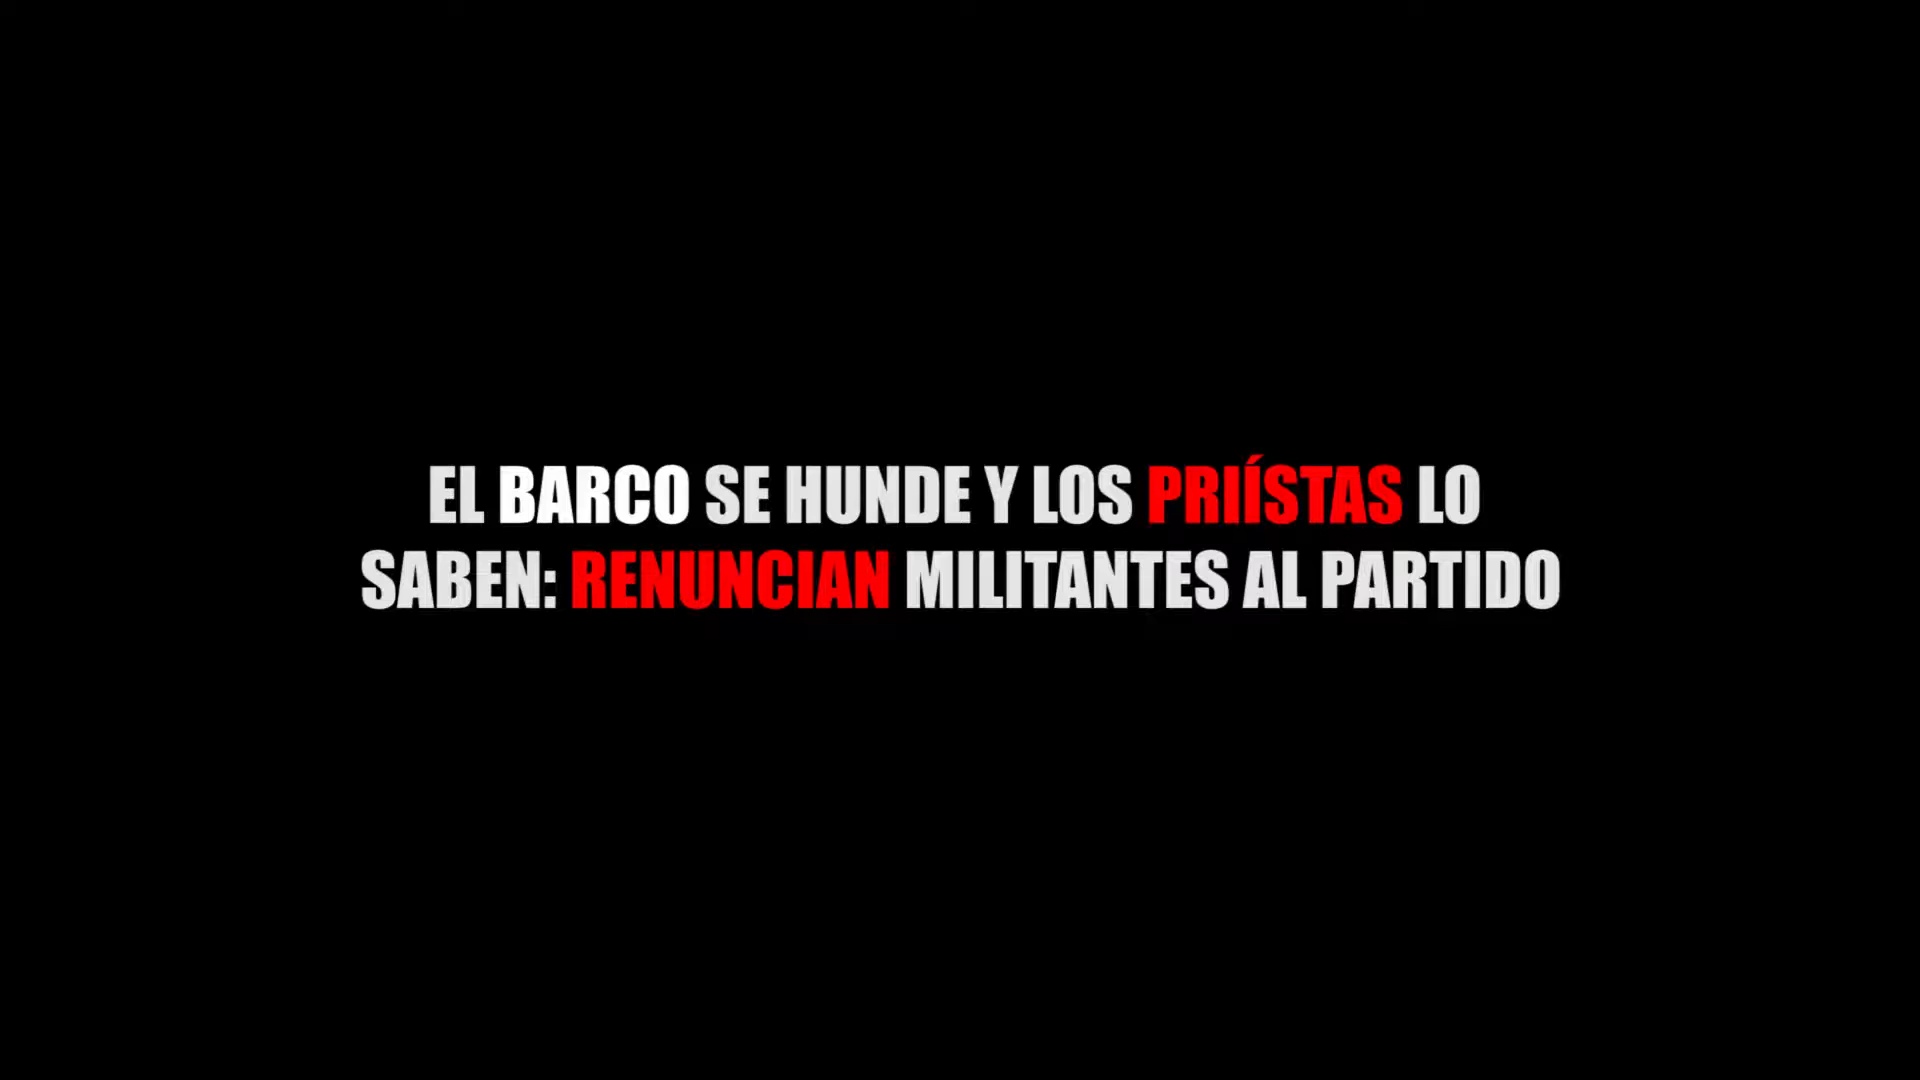 EL BARCO SE HUNDE Y LOS PRIÍSTAS LO
SABEN: RENUNCIAN MILITANTES AL PARTIDO